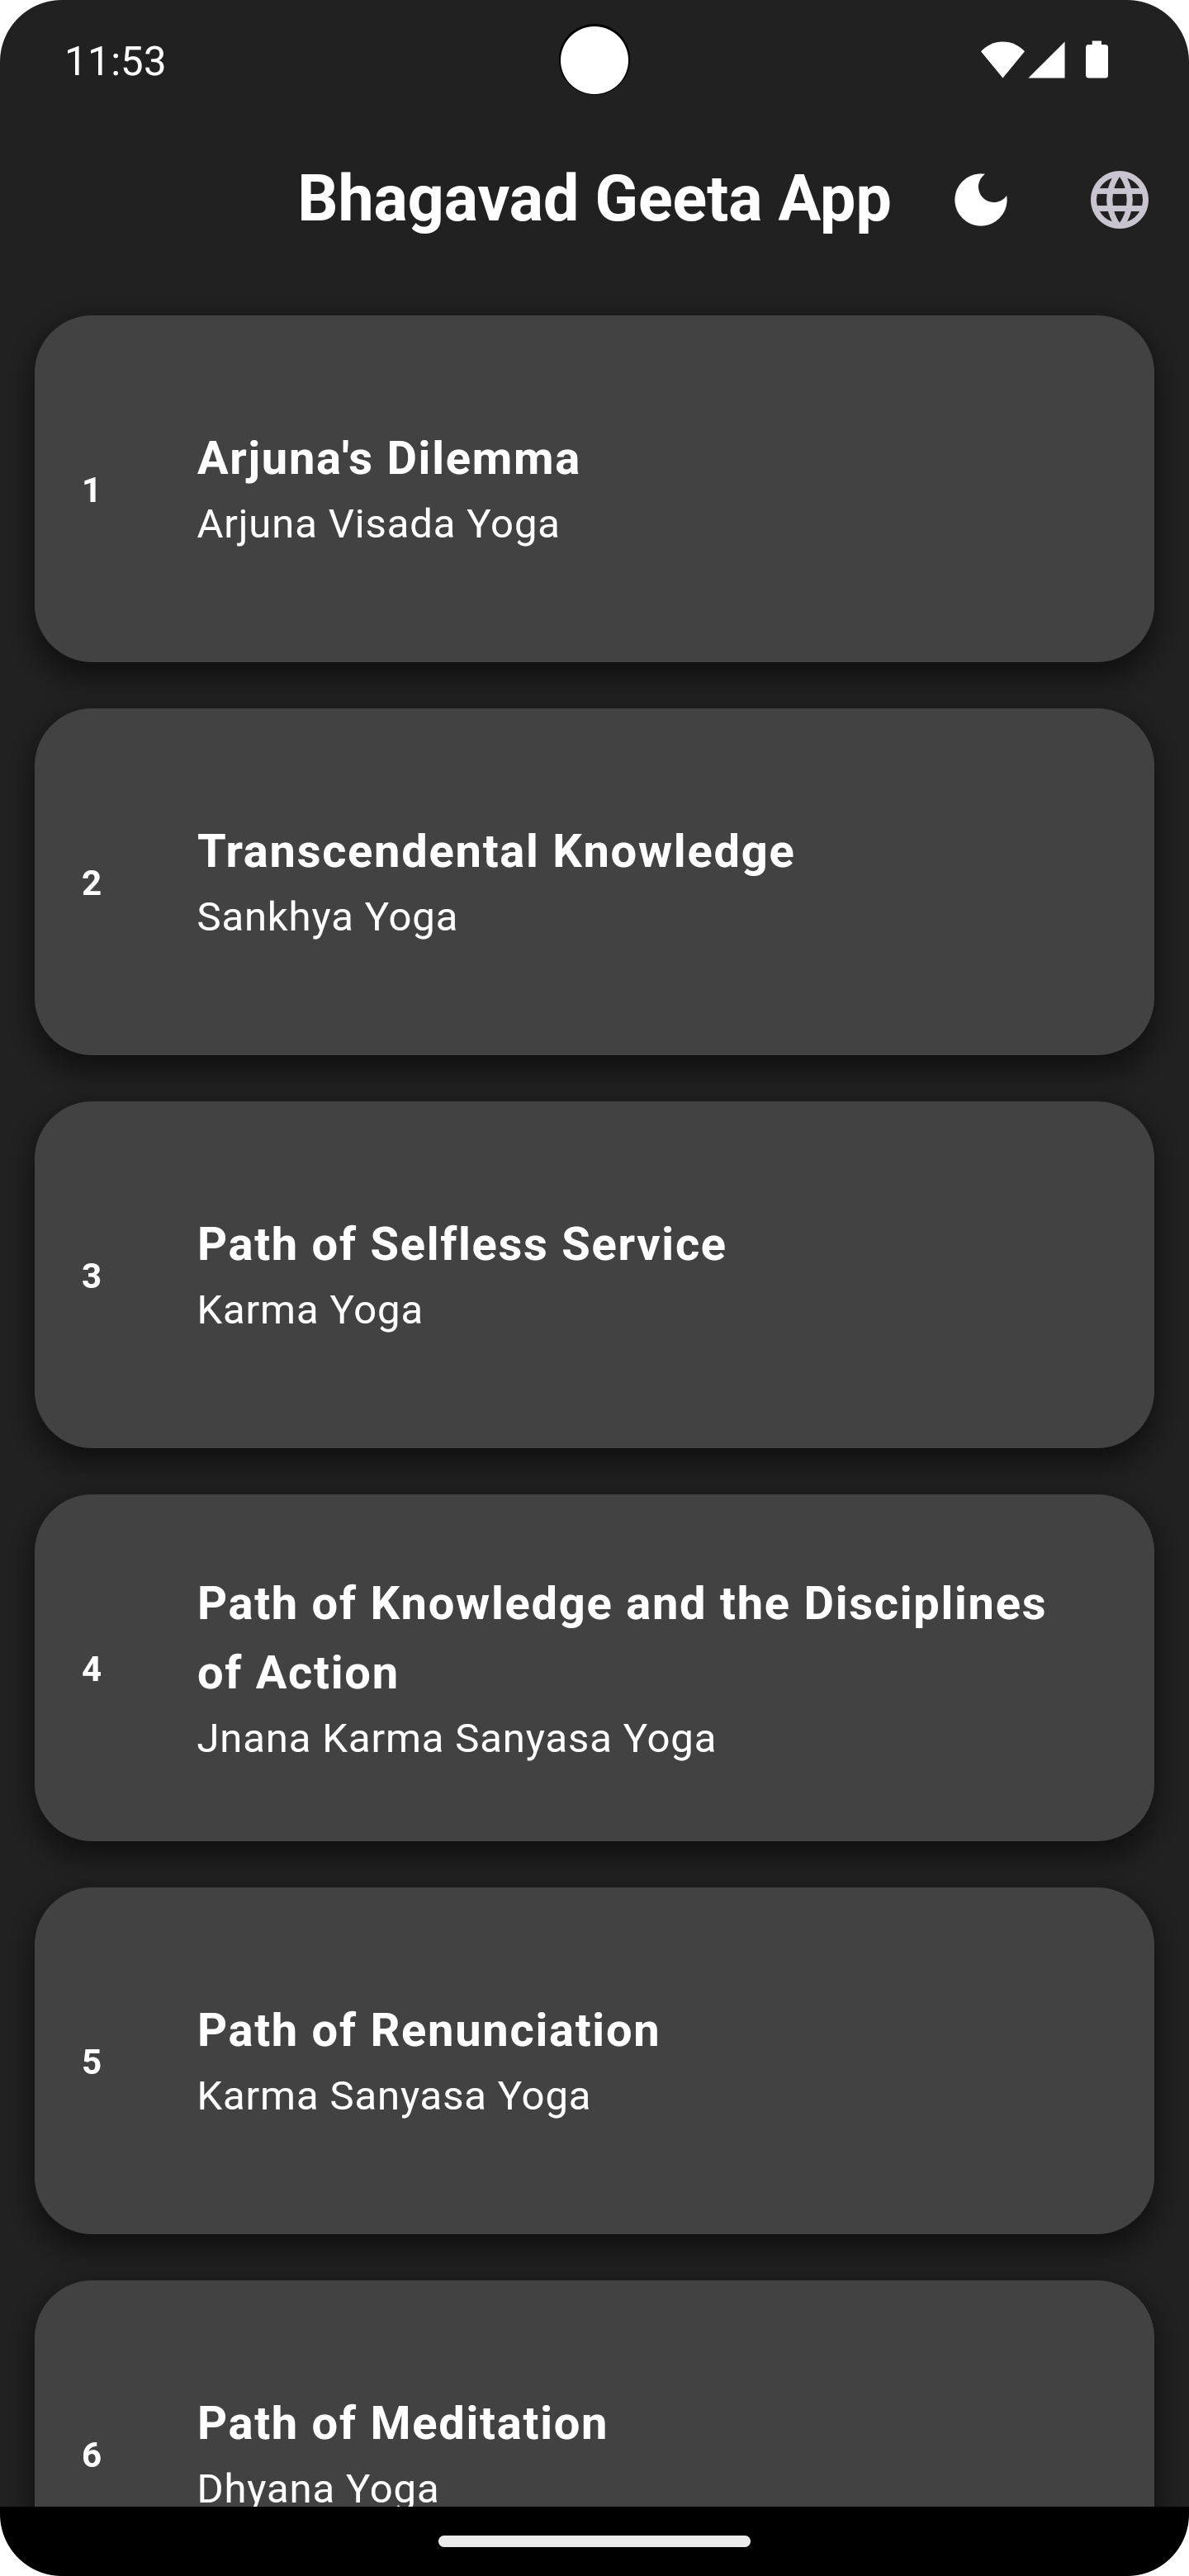 11:53
Bhagavad Geeta App
1
Arjuna's Dilemma
Arjuna Visada Yoga
2
Transcendental Knowledge
Sankhya Yoga
3
Path of Selfless Service
Karma Yoga
4
Path of Knowledge and the Disciplines
of Action
Jnana Karma Sanyasa Yoga
5
Path of Renunciation
Karma Sanyasa Yoga
6
Path of Meditation
Dhyana Yoga